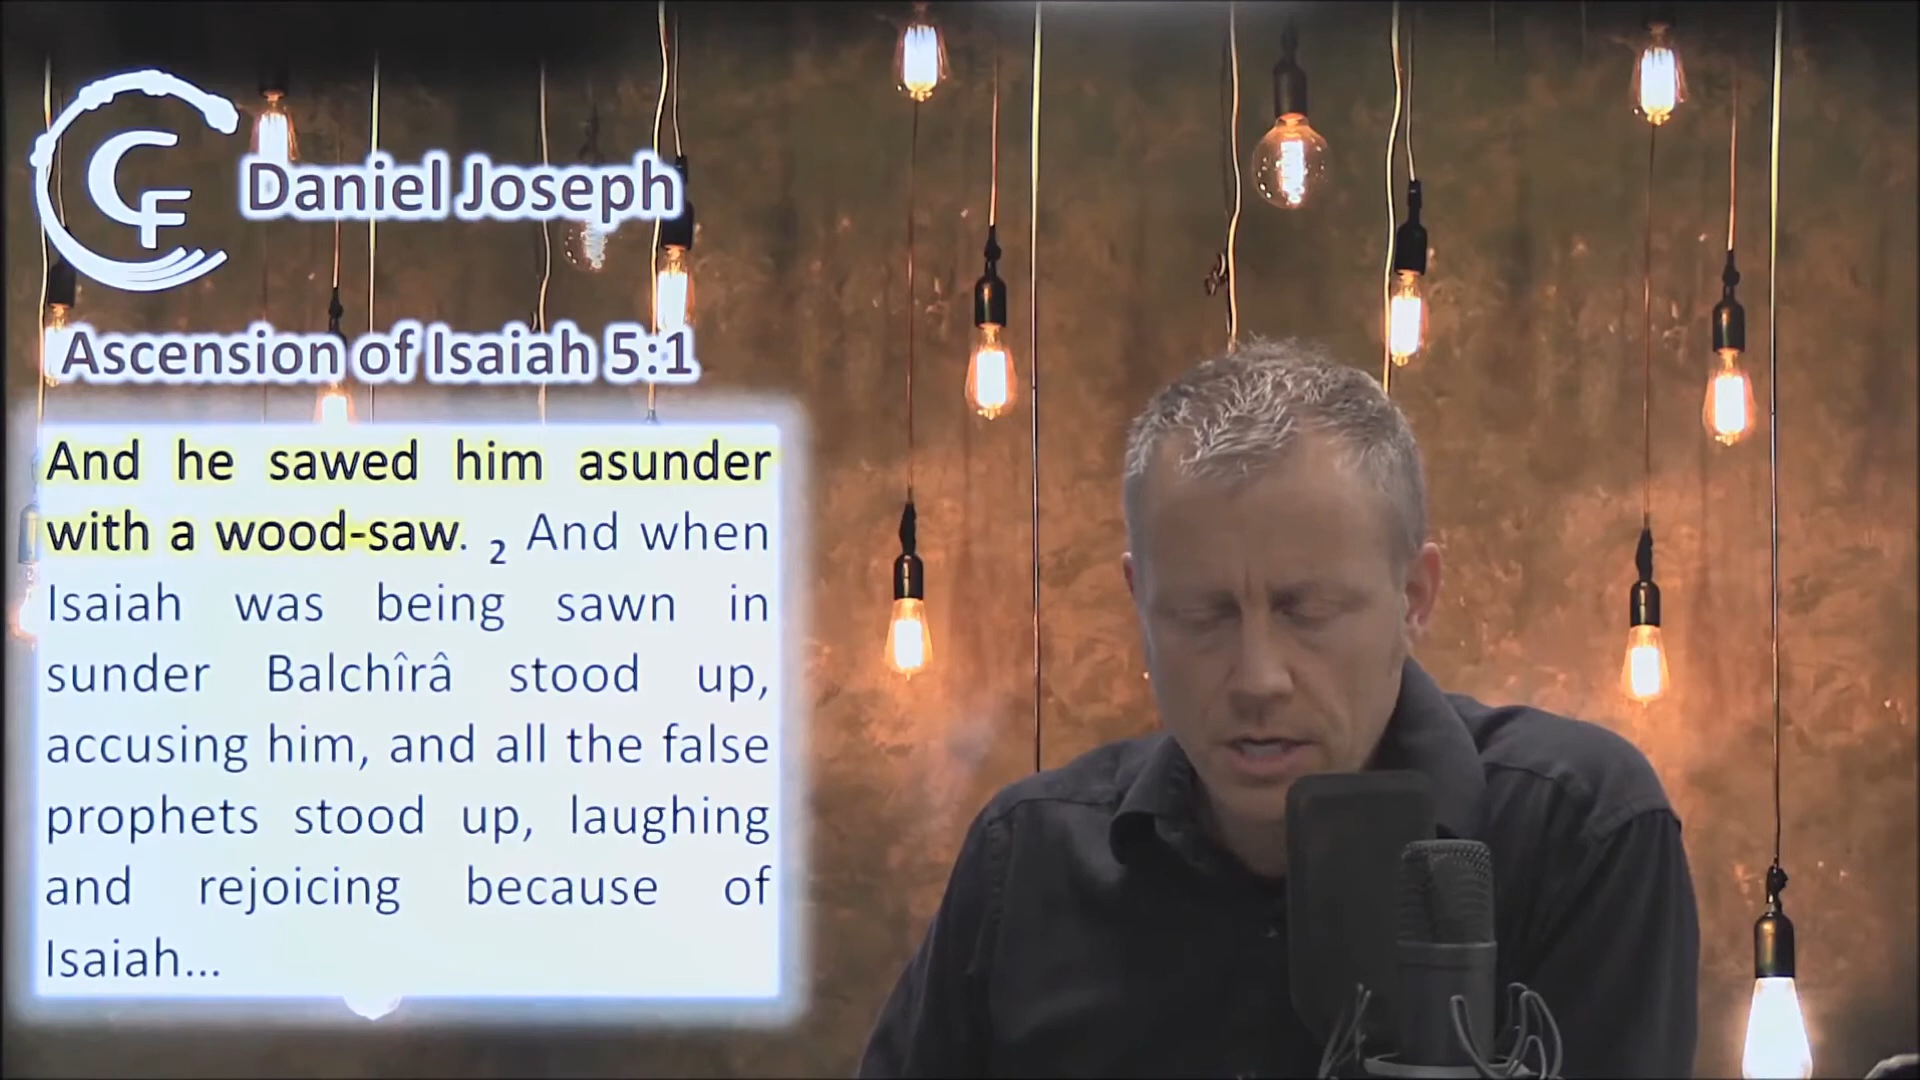 CF
Daniel Joseph
Ascension of Isaiah 5:1
And he sawed him asunder
with a wood-saw. 2 And when
Isaiah was being sawn in
sunder Balchîrâ stood up,
accusing him, and all the false
prophets stood up, laughing
and rejoicing because of
Isaiah...